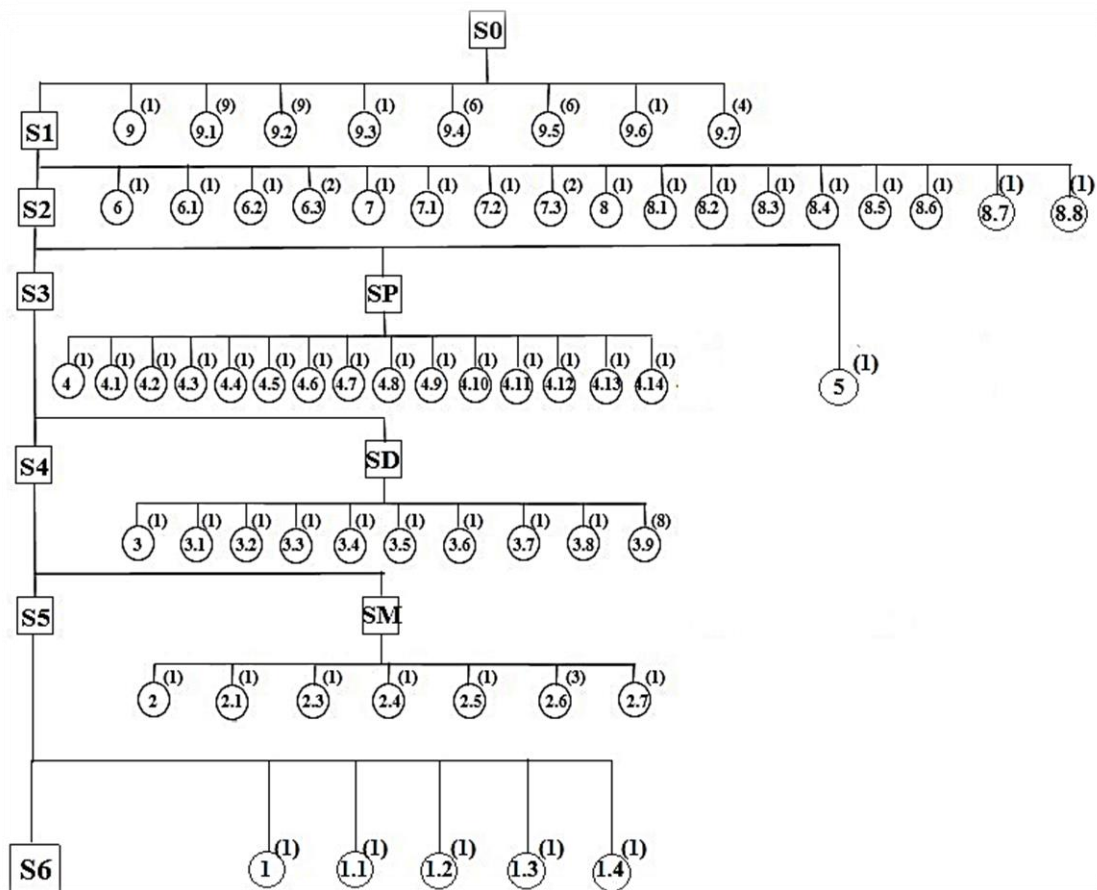 S0
(1) (9) (9) (1) (6) (6) (1) (4)
S1 9 9.1 9.2 9.3 9.4 9.5 9.6 9.7
(1) (1) (1) (2) (1) (1) (1) (2) (1) (1) (1) (1) (1) (1) (1) (1) (1)
S2 6 6.1 6.2 6.3 7 7.1 7.2 7.3 8 8.1 8.2 8.3 8.4 8.5 8.6 8.7 8.8
S3 SP
(1) (1) (1) (1) (1) (1) (1) (1) (1) (1) (1) (1) (1) (1) (1) (1)
4 4.1 4.2 4.3 4.4 4.5 4.6 4.7 4.8 4.9 4.10 4.11 4.12 4.13 4.14 5
S4 SD
(1) (1) (1) (1) (1) (1) (1) (1) (1) (8)
3 3.1 3.2 3.3 3.4 3.5 3.6 3.7 3.8 3.9
S5 SM
(1) (1) (1) (1) (1) (3) (1)
2 2.1 2.3 2.4 2.5 2.6 2.7
(1) (1) (1) (1) (1)
S6 1 1.1 1.2 1.3 1.4